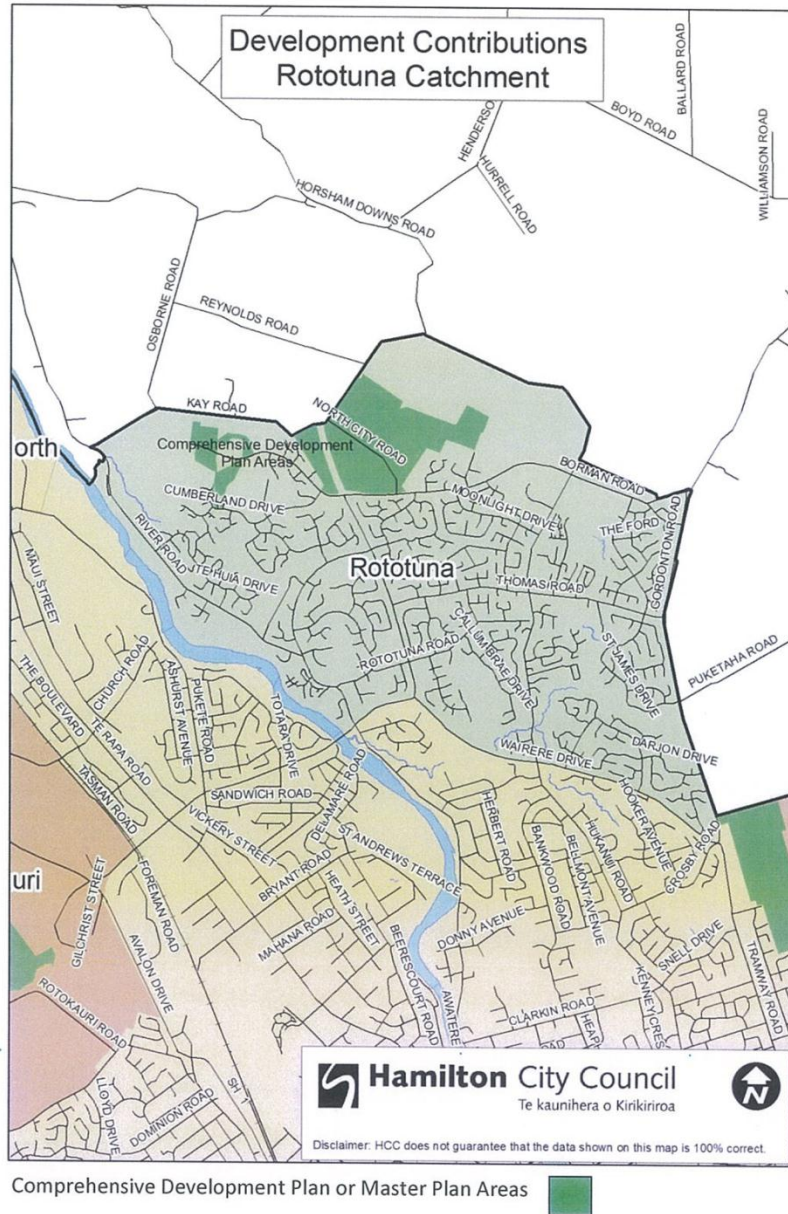 Development Contributions
Rototuna Catchment
BALLARD ROAD
BOYD ROAD
HENDERSO
WILLIAMSON ROAD
HURRELL ROAD
HORSHAM DOWNS ROAD
OSBORNE ROAD
REYNOLDS ROAD
KAY ROAD
NORTH CITY ROAD
orth
Comprehensive Development
Plan Areas
BORMAN ROAD
CUMBERLAND DRIVE
MOONLIGHT DRIVE
THE FORD
GORDONTON ROAD
RIVER ROAD
TE HUIA DRIVE
Rototuna
THOMAS ROAD
MAUI STREET
CHURCH ROAD
ROTOTUNA ROAD
CALLUM BRAE DRIVE
ST JAMES DRIVE
PUKETAHA ROAD
THE BOULEVARD
ASHURST AVENUE
PUKETE ROAD
TE RAPA ROAD
TOTARA DRIVE
WAIRERE DRIVE
DARJON DRIVE
TASMAN ROAD
SANDWICH ROAD
DELAMARE ROAD
VICKERY STREET
ST ANDREWS TERRACE
HERBERT ROAD
BANKWOOD ROAD
BELLMONT AVENUE
HUKANUI ROAD
HOOKER AVENUE
CROSBY ROAD
uri
GILCHRIST STREET
FOREMAN ROAD
BRYANT ROAD
HEATH STREET
MAHANA ROAD
AVALON DRIVE
BEERESCOURT ROAD
DONNY AVENUE
SNELL DRIVE
TRAMWAY ROAD
ROTOKAURI ROAD
AWATERE
CLARKIN ROAD
KENNEY CRES
HEAP
AD
LLOYD DRIVE
DOMINION ROAD
SH 1
Hamilton City Council
Te kaunihera o Kirikiriroa
N
Disclaimer: HCC does not guarantee that the data shown on this map is 100% correct.
Comprehensive Development Plan or Master Plan Areas